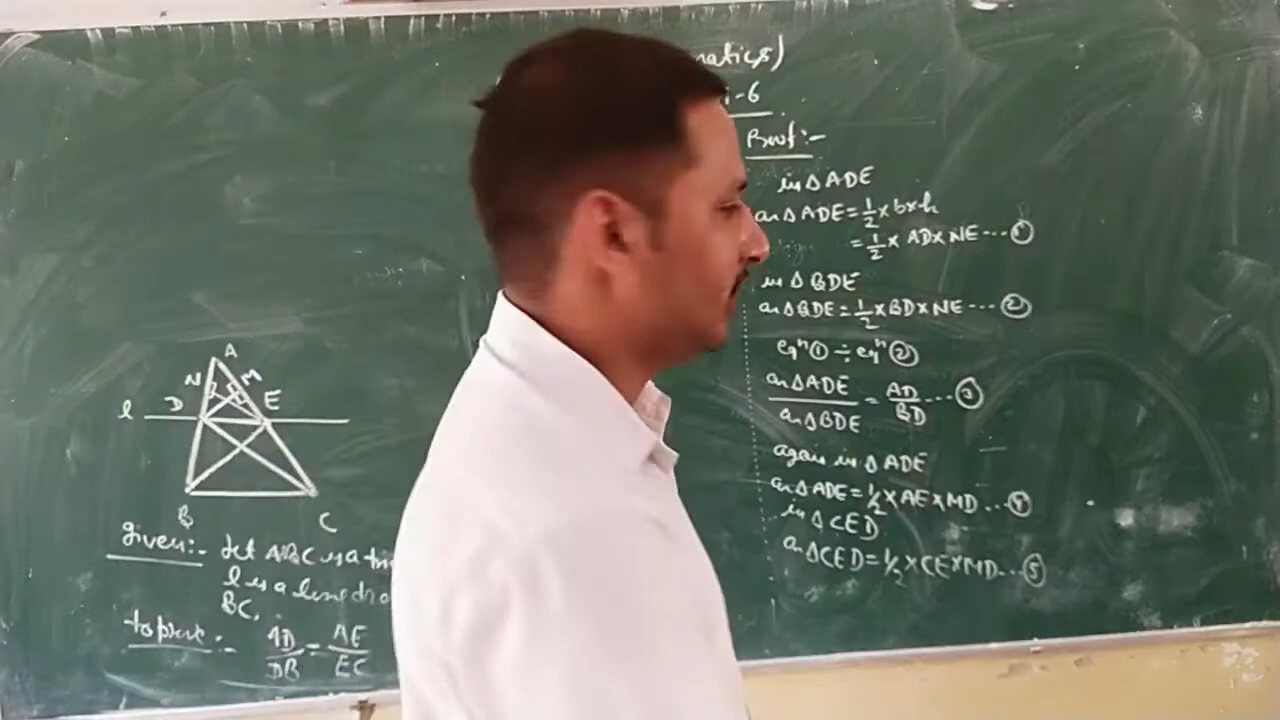 matics)
-6
Proof:-
in △ ADE
ar △ ADE = 1/2 × b × h
= 1/2 × AD × NE --- ①
in △ BDE
ar △ BDE = 1/2 × BD × NE --- ②
eqⁿ ① ÷ eqⁿ ②
ar △ ADE / ar △ BDE = AD/BD --- ③
again in △ ADE
ar △ ADE = 1/2 × AE × MD --- ④
in △ CED
ar △ CED = 1/2 × CE × MD --- ⑤
A
N M
l D E
B C
given:- let ABC is a tri
l is a line dra
BC.
to prove:- AD/DB = AE/EC